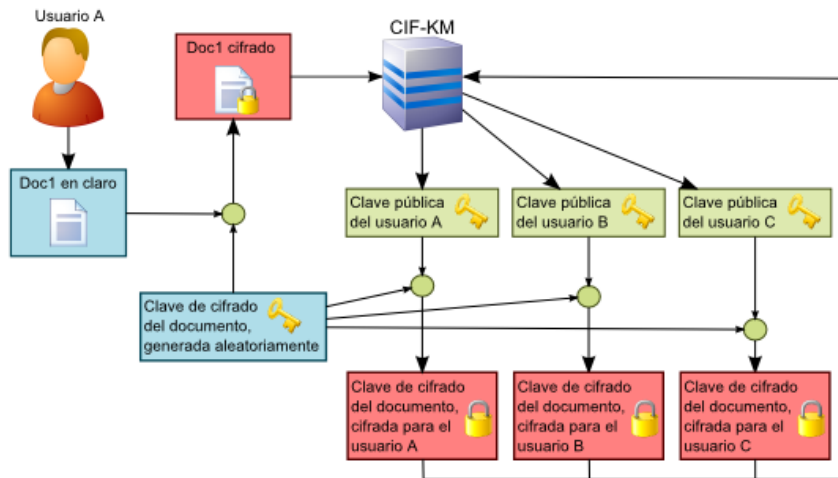 Usuario A
CIF-KM
Doc1 cifrado
Doc1 en claro
Clave pública
del usuario A
Clave pública
del usuario B
Clave pública
del usuario C
Clave de cifrado
del documento,
generada aleatoriamente
Clave de cifrado
del documento,
cifrada para el
usuario A
Clave de cifrado
del documento,
cifrada para el
usuario B
Clave de cifrado
del documento,
cifrada para el
usuario C